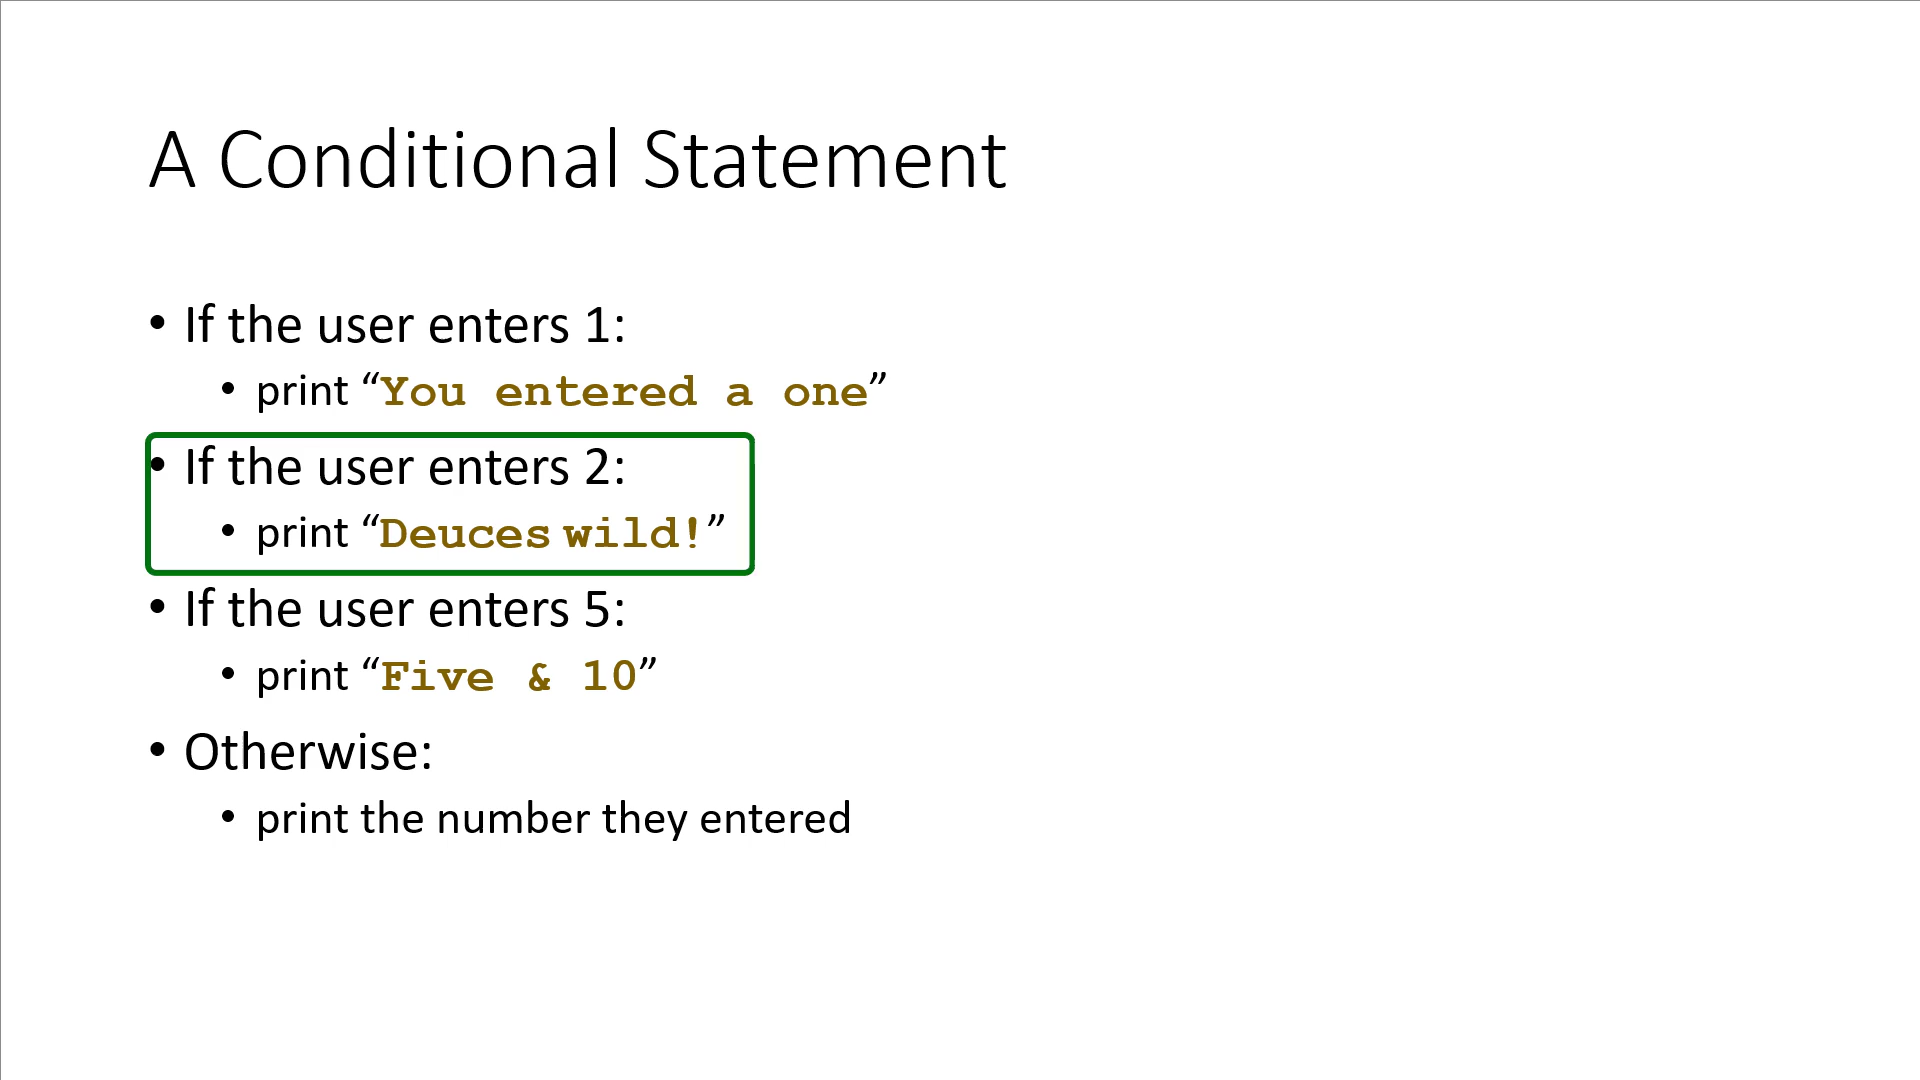 A Conditional Statement
• If the user enters 1:
• print “You entered a one”
• If the user enters 2:
• print “Deuces wild!”
• If the user enters 5:
• print “Five & 10”
• Otherwise:
• print the number they entered